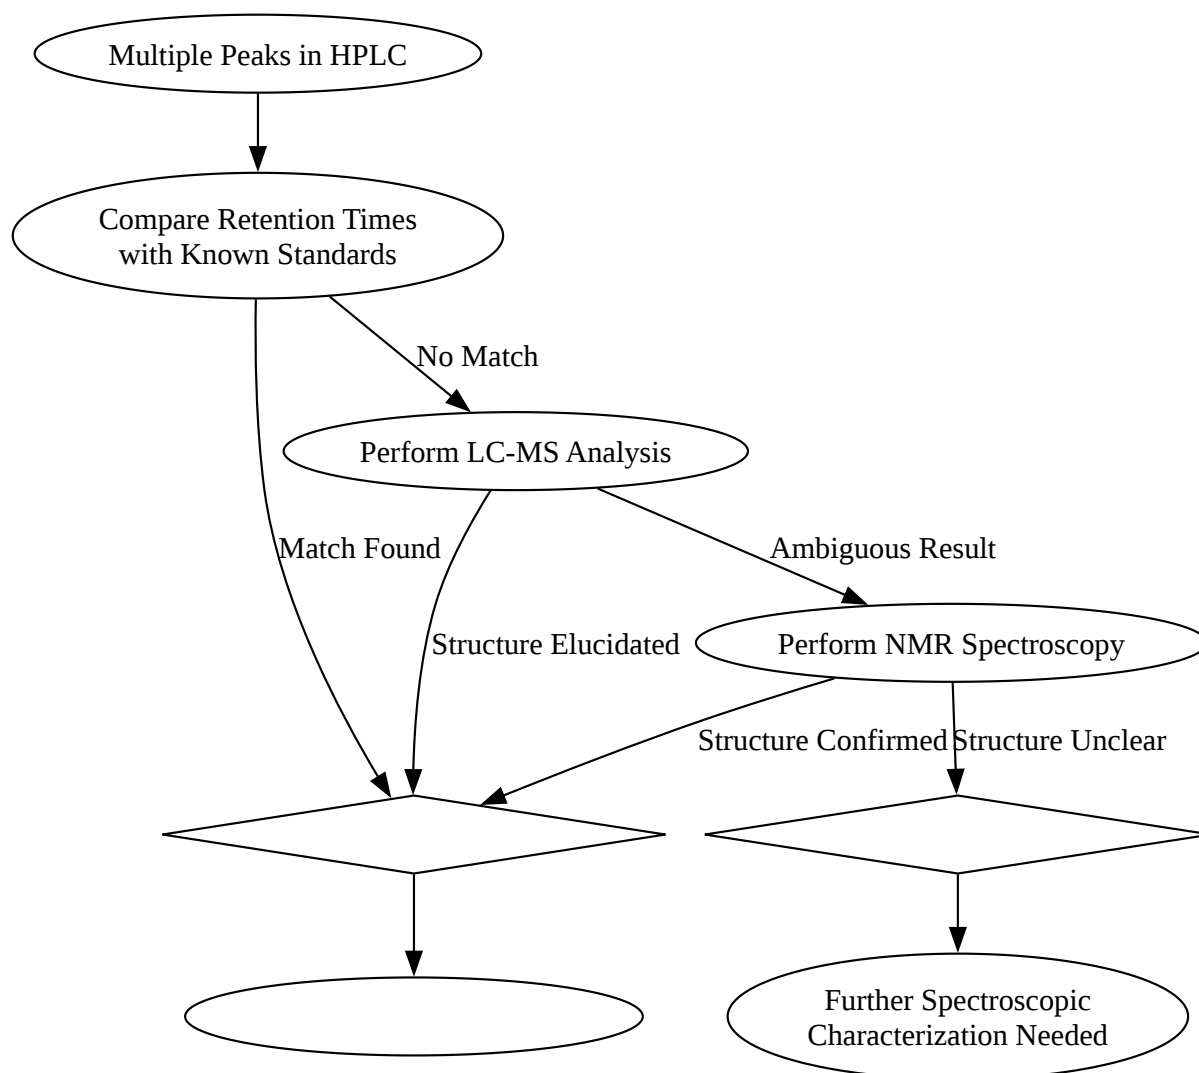 Multiple Peaks in HPLC
Compare Retention Times
with Known Standards
No Match
Perform LC-MS Analysis
Match Found
Ambiguous Result
Structure Elucidated
Perform NMR Spectroscopy
Structure Confirmed
Structure Unclear
Further Spectroscopic
Characterization Needed